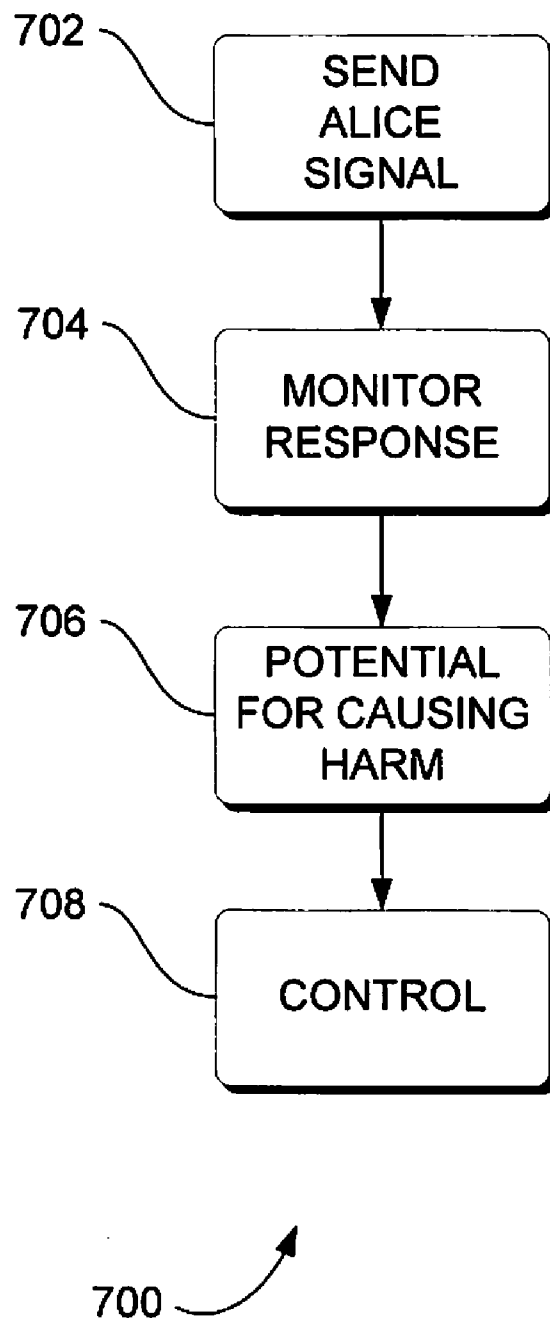 702
SEND
ALICE
SIGNAL
704
MONITOR
RESPONSE
706
POTENTIAL
FOR CAUSING
HARM
708
CONTROL
700